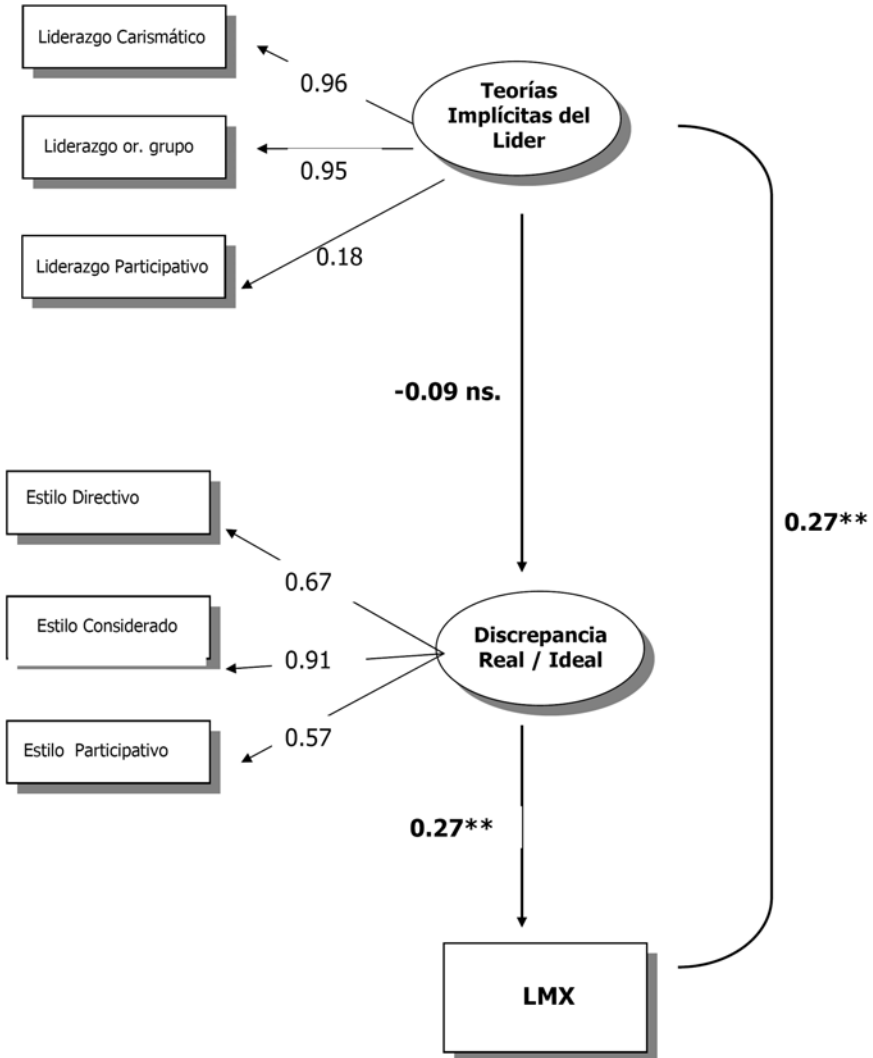 Liderazgo Carismático
0.96
Teorías
Implícitas del
Lider
Liderazgo or. grupo
0.95
Liderazgo Participativo
0.18
-0.09 ns.
0.27**
Estilo Directivo
0.67
Estilo Considerado
0.91
Discrepancia
Real / Ideal
Estilo Participativo
0.57
0.27**
LMX